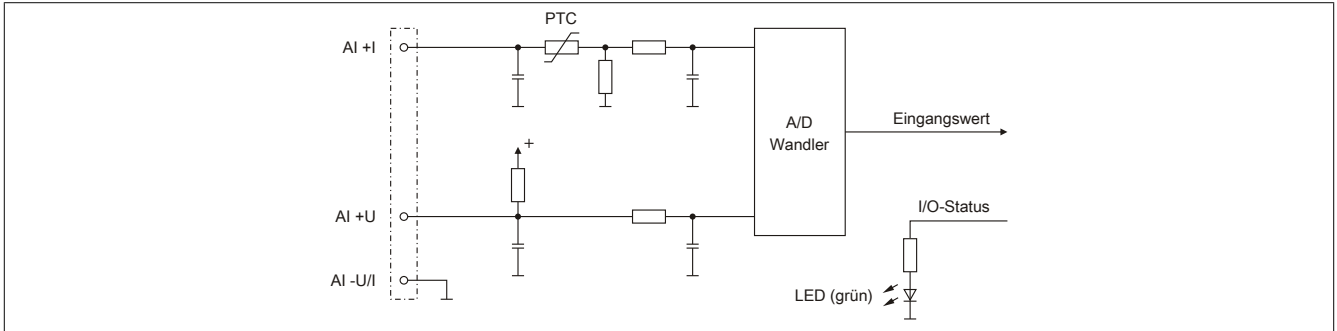 PTC
AI +I
A/D
Wandler
Eingangswert
+
AI +U
I/O-Status
AI -U/I
LED (grün)